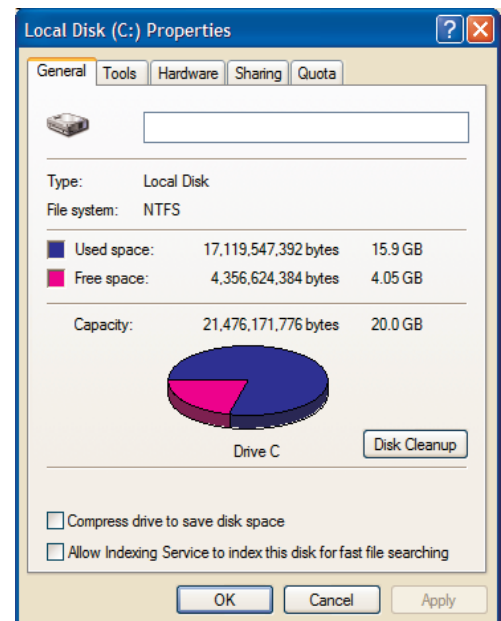 Local Disk (C:) Properties
General Tools Hardware Sharing Quota
Type: Local Disk
File system: NTFS
Used space: 17,119,547,392 bytes 15.9 GB
Free space: 4,356,624,384 bytes 4.05 GB
Capacity: 21,476,171,776 bytes 20.0 GB
Drive C
Disk Cleanup
Compress drive to save disk space
Allow Indexing Service to index this disk for fast file searching
OK Cancel Apply